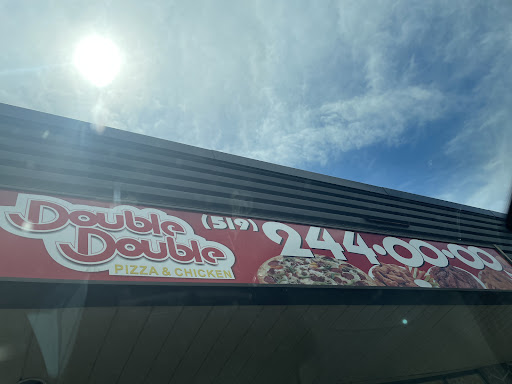 Double
Double
PIZZA & CHICKEN
(519)
244-00-00